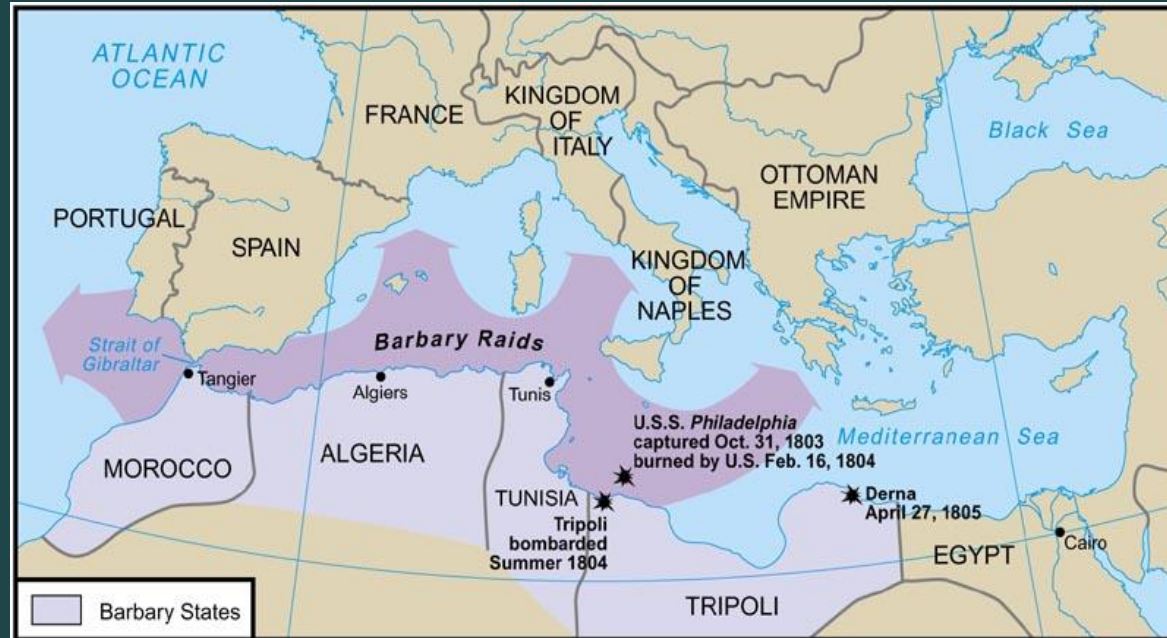 ATLANTIC
OCEAN
FRANCE
KINGDOM
OF
ITALY
Black Sea
OTTOMAN
EMPIRE
PORTUGAL
SPAIN
KINGDOM
OF
NAPLES
Barbary Raids
Strait of
Gibraltar
Tangier
Algiers
Tunis
U.S.S. Philadelphia
captured Oct. 31, 1803
burned by U.S. Feb. 16, 1804
Mediterranean Sea
MOROCCO
ALGERIA
TUNISIA
Tripoli
bombarded
Summer 1804
Derna
April 27, 1805
EGYPT
Cairo
TRIPOLI
Barbary States